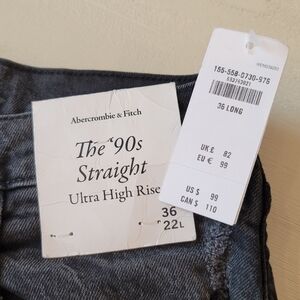 Abercrombie & Fitch
The '90s
Straight
Ultra High Rise
36
22L
155-558-0730-978
36 LONG
UK £ 82
EU € 99
US $ 99
CAN $ 110